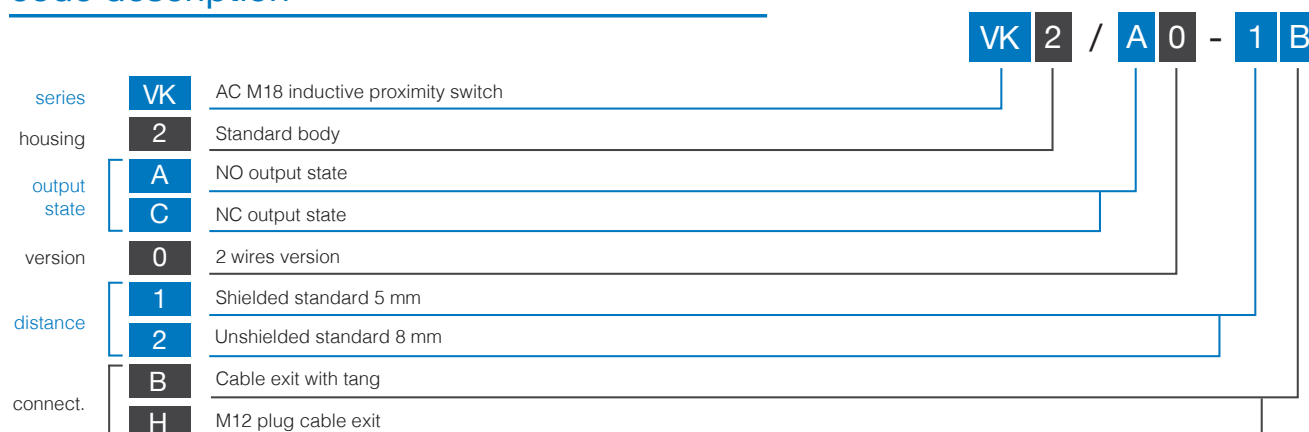 code description
VK 2 / A 0 - 1 B
series VK AC M18 inductive proximity switch
housing 2 Standard body
output state
A NO output state
C NC output state
version 0 2 wires version
distance
1 Shielded standard 5 mm
2 Unshielded standard 8 mm
connect.
B Cable exit with tang
H M12 plug cable exit